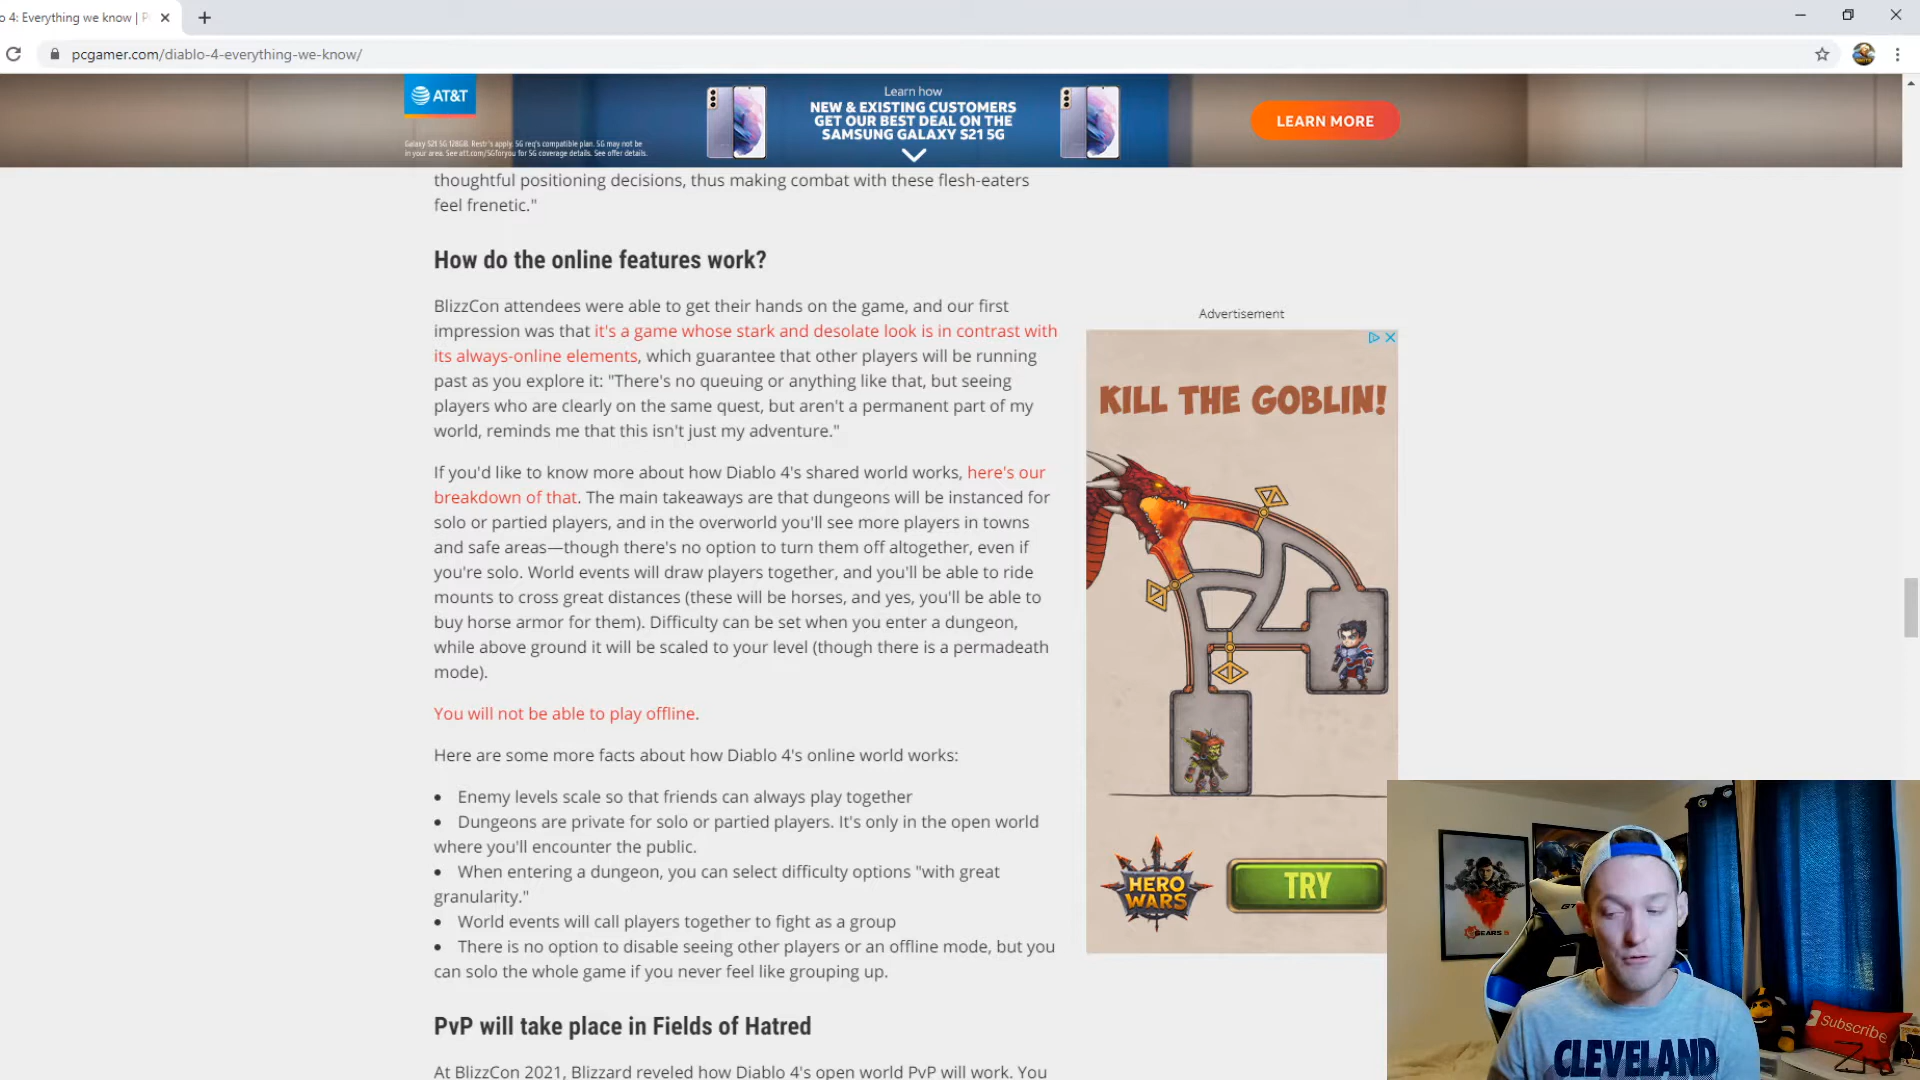 o 4: Everything we know | P
pcgamer.com/diablo-4-everything-we-know/
AT&T
Galaxy S21 5G 128GB. Restr's apply. 5G req's compatible plan. 5G may not be
in your area. See att.com/5Gforyou for 5G coverage details. See offer details.
Learn how
NEW & EXISTING CUSTOMERS
GET OUR BEST DEAL ON THE
SAMSUNG GALAXY S21 5G
LEARN MORE
thoughtful positioning decisions, thus making combat with these flesh-eaters
feel frenetic."
How do the online features work?
BlizzCon attendees were able to get their hands on the game, and our first
impression was that it's a game whose stark and desolate look is in contrast with
its always-online elements, which guarantee that other players will be running
past as you explore it: "There's no queuing or anything like that, but seeing
players who are clearly on the same quest, but aren't a permanent part of my
world, reminds me that this isn't just my adventure."
If you'd like to know more about how Diablo 4's shared world works, here's our
breakdown of that. The main takeaways are that dungeons will be instanced for
solo or partied players, and in the overworld you'll see more players in towns
and safe areas—though there's no option to turn them off altogether, even if
you're solo. World events will draw players together, and you'll be able to ride
mounts to cross great distances (these will be horses, and yes, you'll be able to
buy horse armor for them). Difficulty can be set when you enter a dungeon,
while above ground it will be scaled to your level (though there is a permadeath
mode).
You will not be able to play offline.
Here are some more facts about how Diablo 4's online world works:
• Enemy levels scale so that friends can always play together
• Dungeons are private for solo or partied players. It's only in the open world
where you'll encounter the public.
• When entering a dungeon, you can select difficulty options "with great
granularity."
• World events will call players together to fight as a group
• There is no option to disable seeing other players or an offline mode, but you
can solo the whole game if you never feel like grouping up.
PvP will take place in Fields of Hatred
At BlizzCon 2021, Blizzard reveled how Diablo 4's open world PvP will work. You
Advertisement
KILL THE GOBLIN!
HERO
WARS
TRY
GEARS 5
GT
Subscribe
CLEVELAND